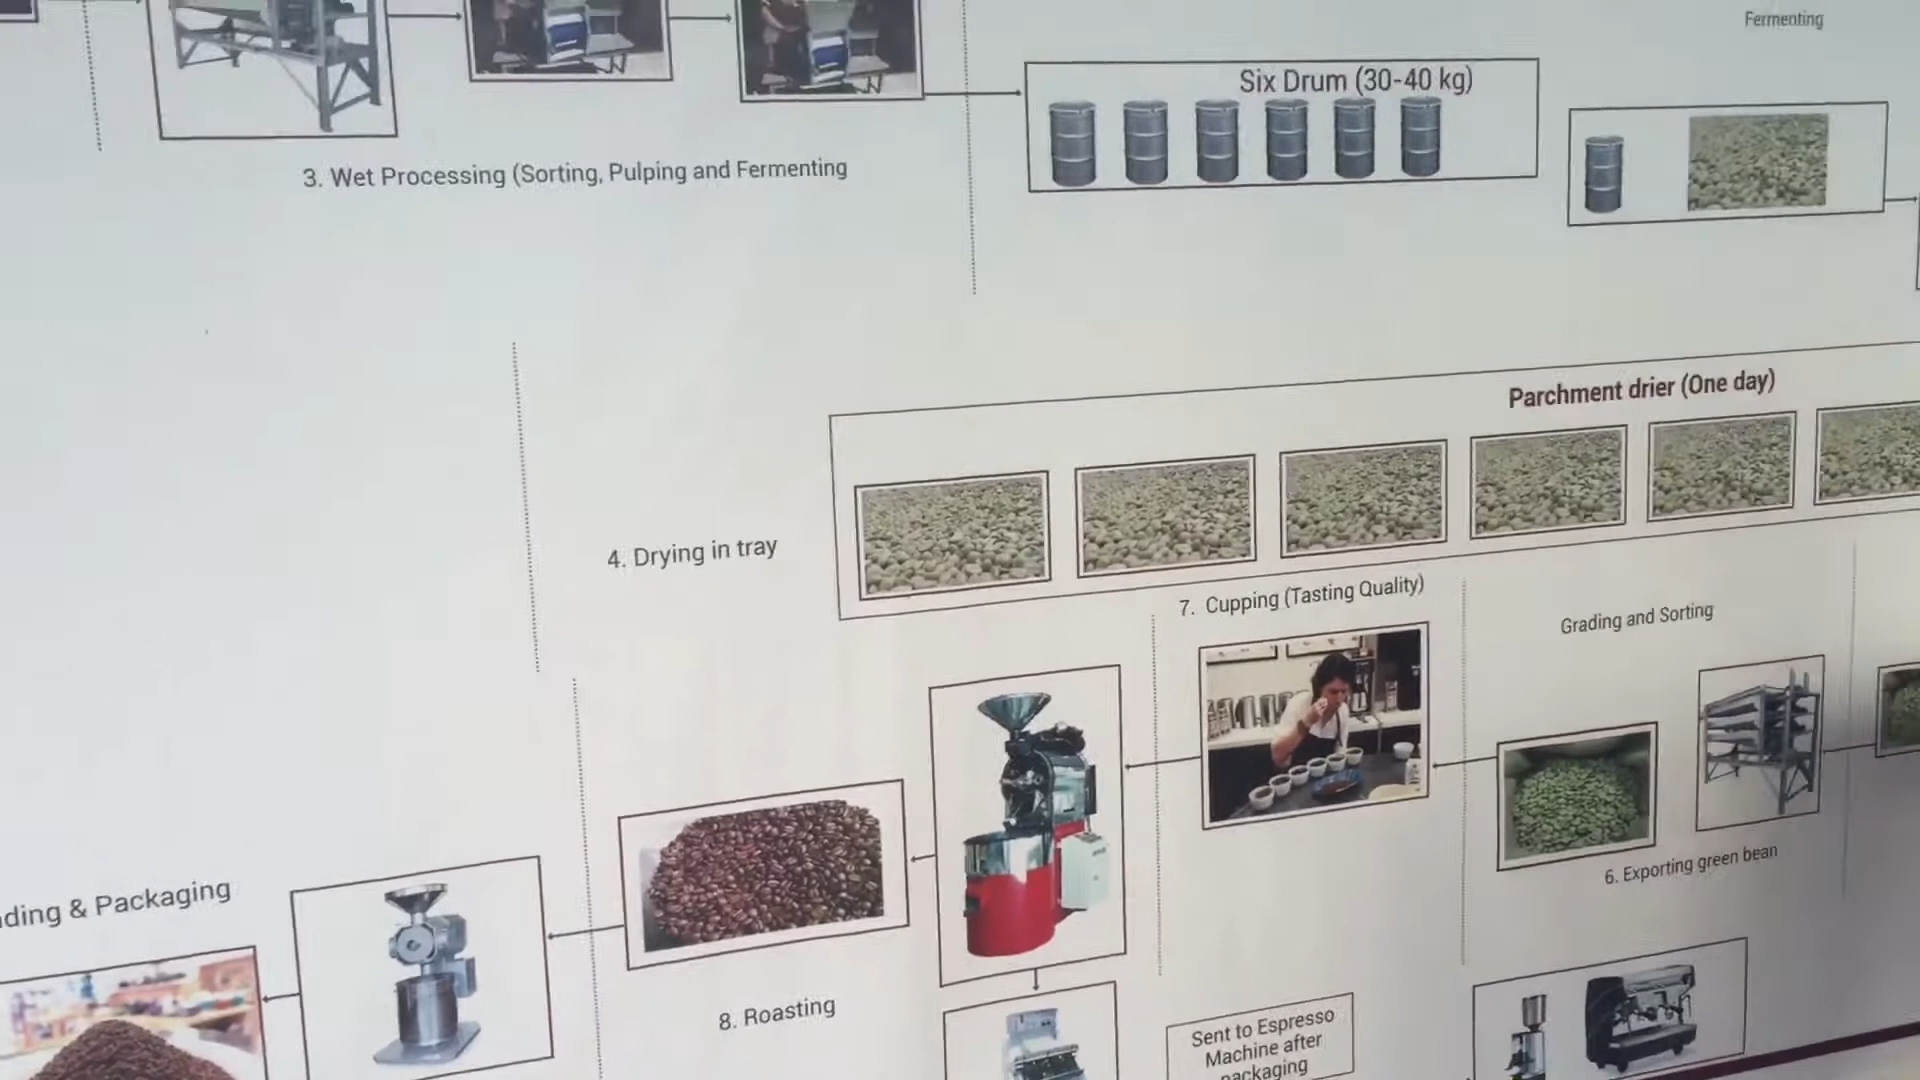 Fermenting
Six Drum (30-40 kg)
3. Wet Processing (Sorting, Pulping and Fermenting
Parchment drier (One day)
4. Drying in tray
7. Cupping (Tasting Quality)
Grading and Sorting
6. Exporting green bean
& Packaging
8. Roasting
Sent to Espresso
Machine after
packaging